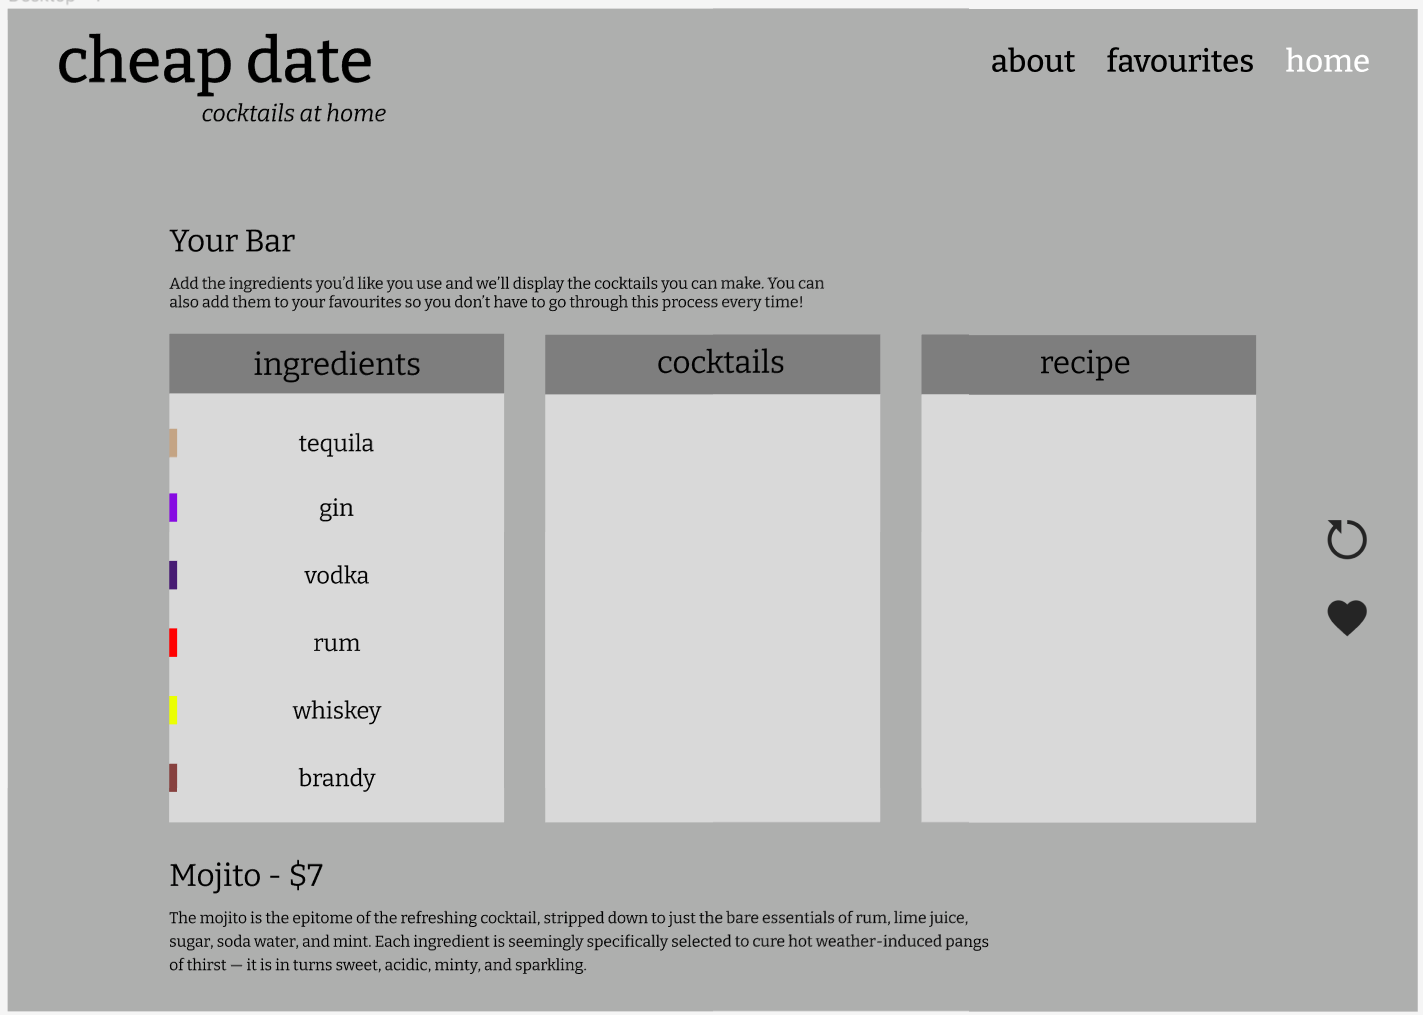 cheap date
cocktails at home
about favourites home
Your Bar
Add the ingredients you’d like you use and we’ll display the cocktails you can make. You can
also add them to your favourites so you don’t have to go through this process every time!
ingredients
tequila
gin
vodka
rum
whiskey
brandy
cocktails
recipe
Mojito - $7
The mojito is the epitome of the refreshing cocktail, stripped down to just the bare essentials of rum, lime juice,
sugar, soda water, and mint. Each ingredient is seemingly specifically selected to cure hot weather-induced pangs
of thirst — it is in turns sweet, acidic, minty, and sparkling.